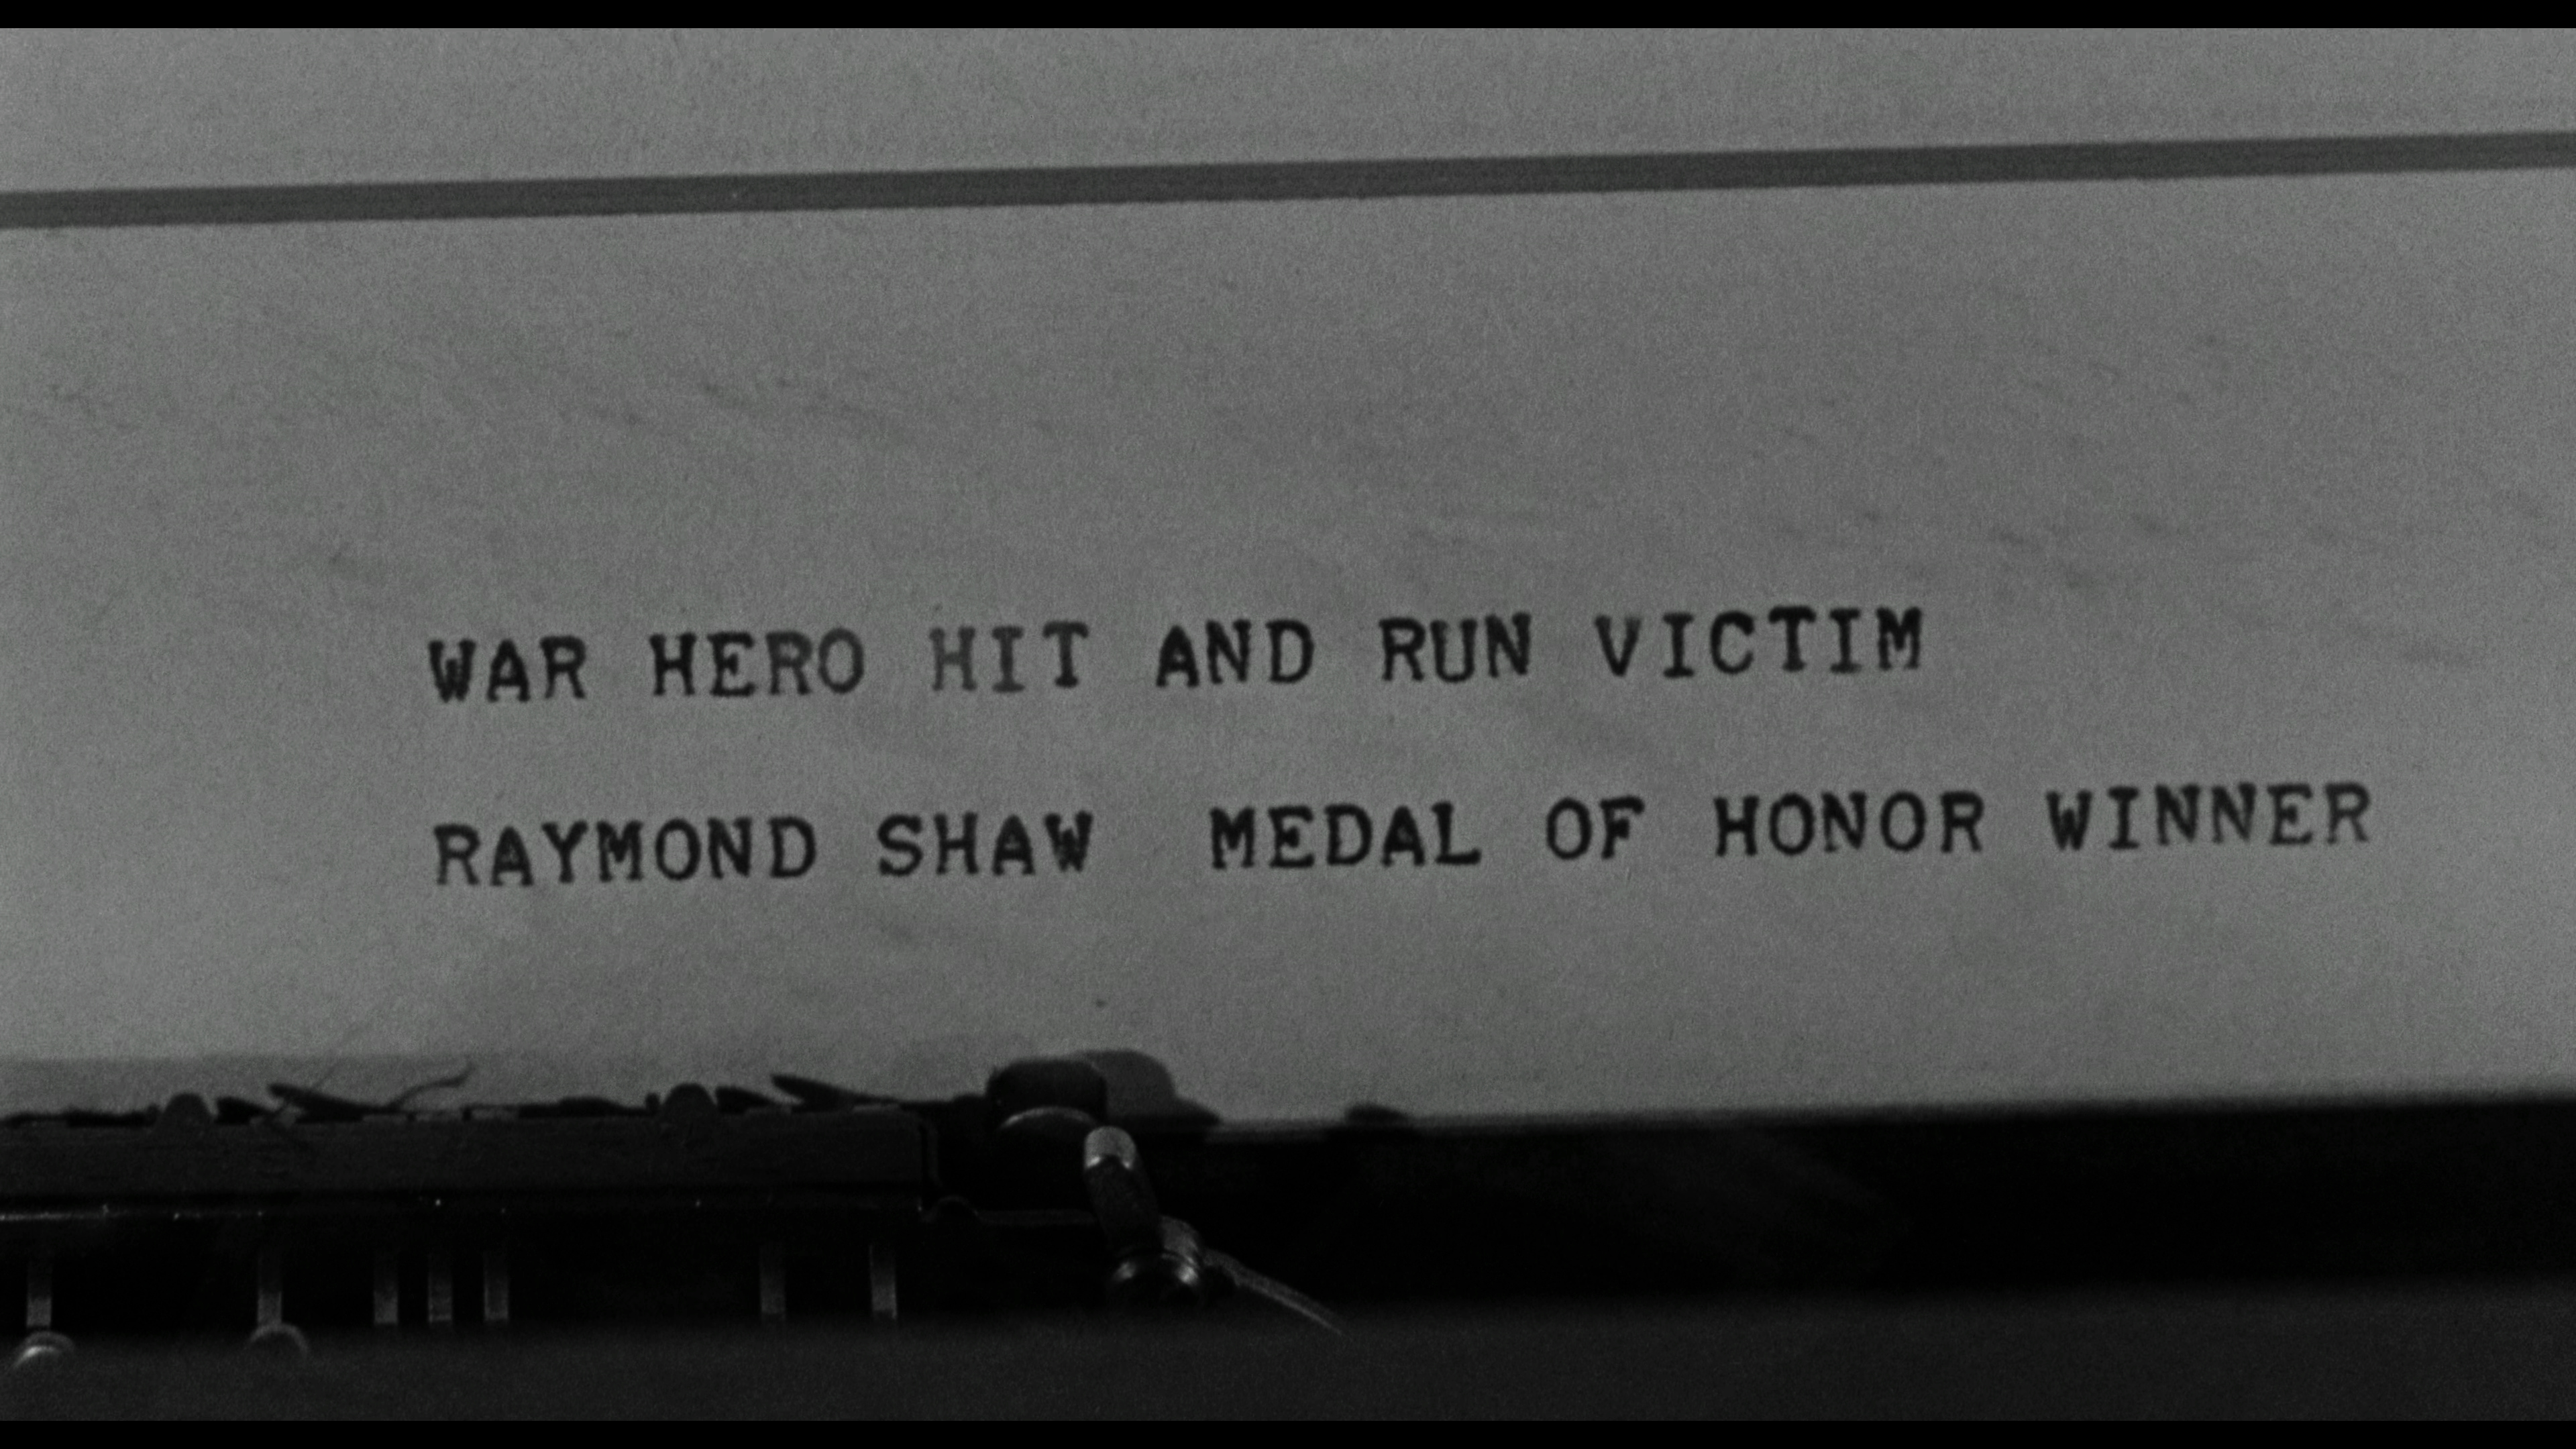 WAR HERO HIT AND RUN VICTIM
RAYMOND SHAW  MEDAL OF HONOR WINNER